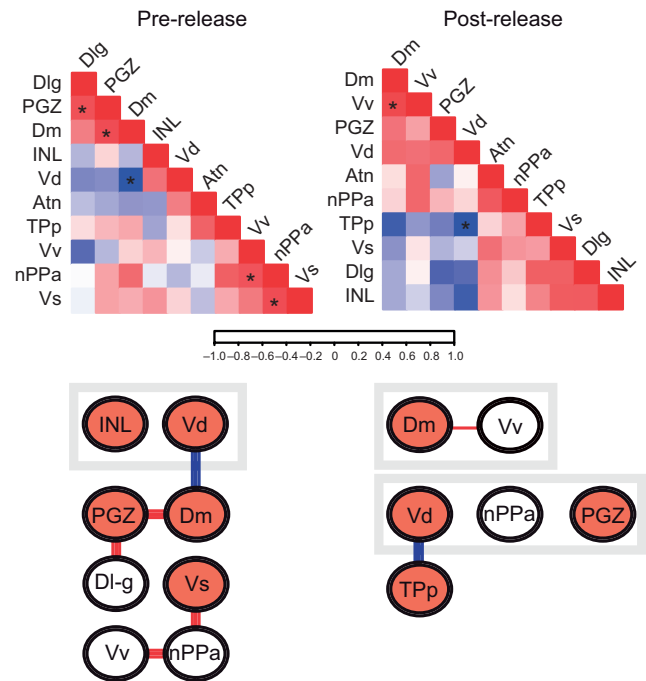 Pre-release
Post-release
Dlg
PGZ
Dm
INL
Vd
Atn
TPp
Vv
nPPa
Vs
Dlg
PGZ *
Dm *
INL
Vd *
Atn
TPp
Vv
nPPa *
Vs *
Dm
Vv
PGZ
Vd
Atn
nPPa
TPp
Vs
Dlg
INL
Dm
Vv *
PGZ
Vd
Atn
nPPa
TPp *
Vs
Dlg
INL
−1.0 −0.8 −0.6 −0.4 −0.2 0 0.2 0.4 0.6 0.8 1.0
INL Vd
PGZ Dm
Dl-g Vs
Vv nPPa
Dm Vv
Vd nPPa PGZ
TPp